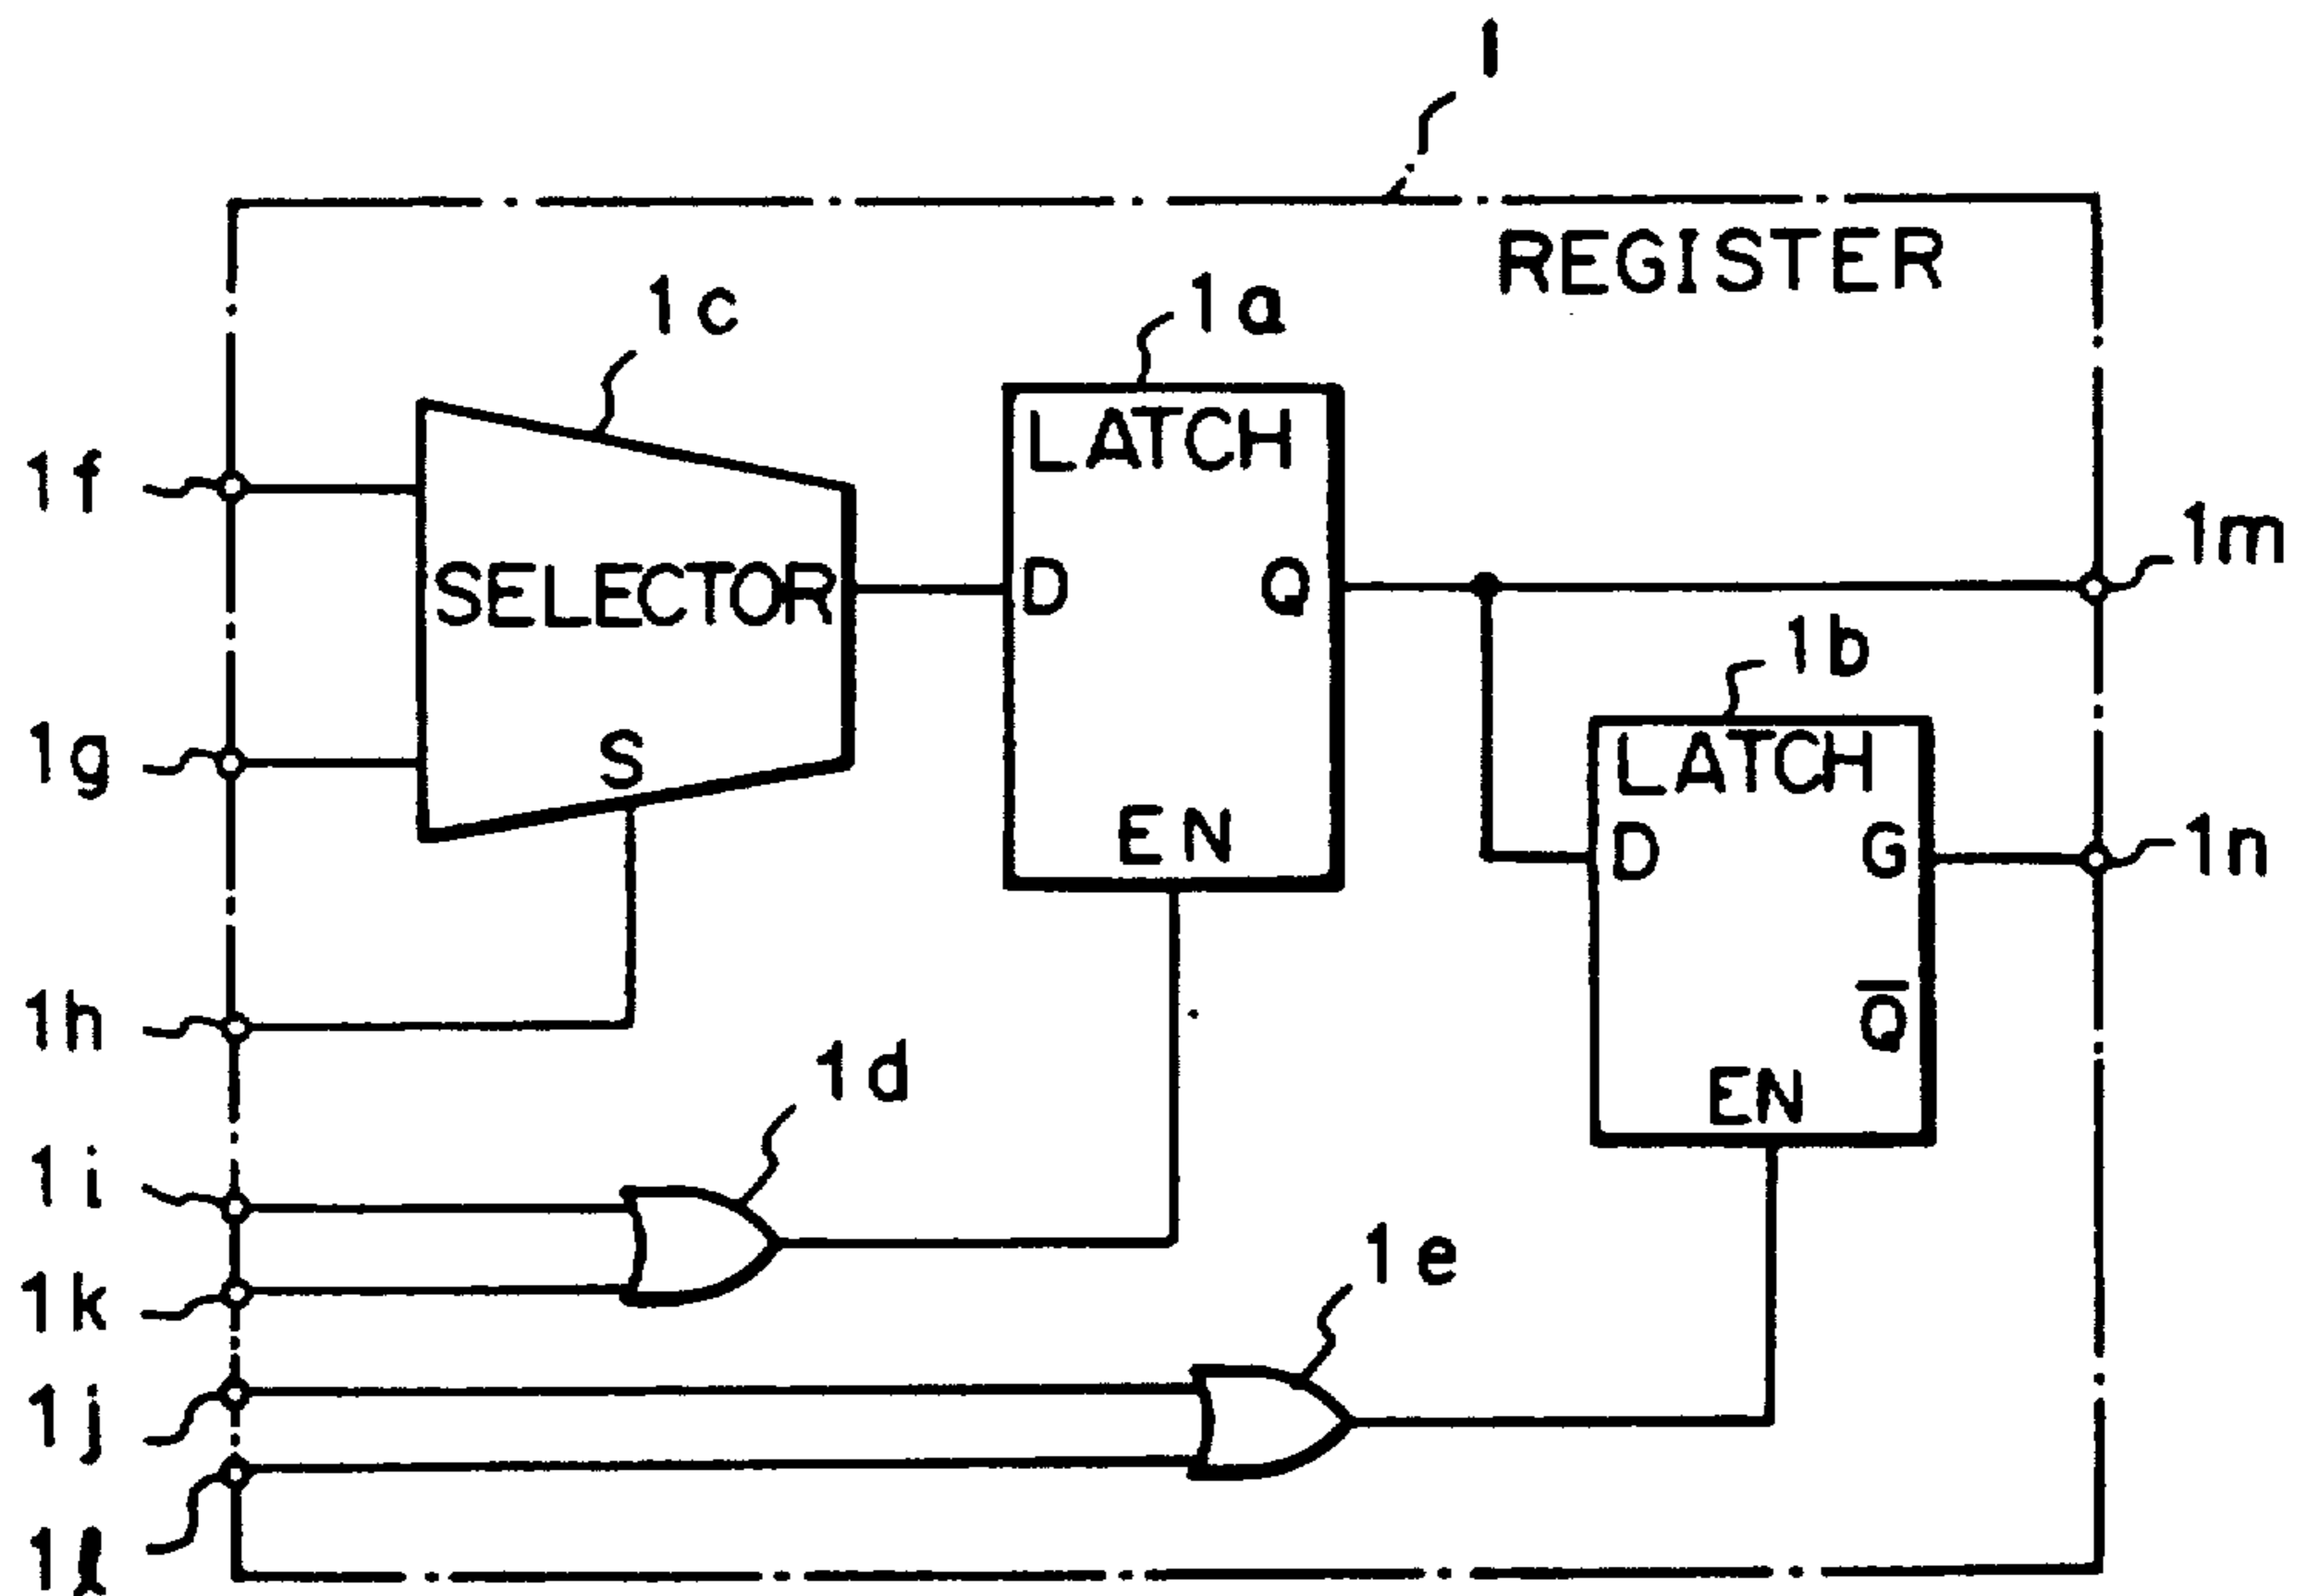 1
REGISTER
1c
1a
LATCH
1f
D
Q
1m
SELECTOR
1b
1g
S
LATCH
EN
D
G
1n
1h
Q̅
1d
EN
1i
1e
1k
1j
1ℓ